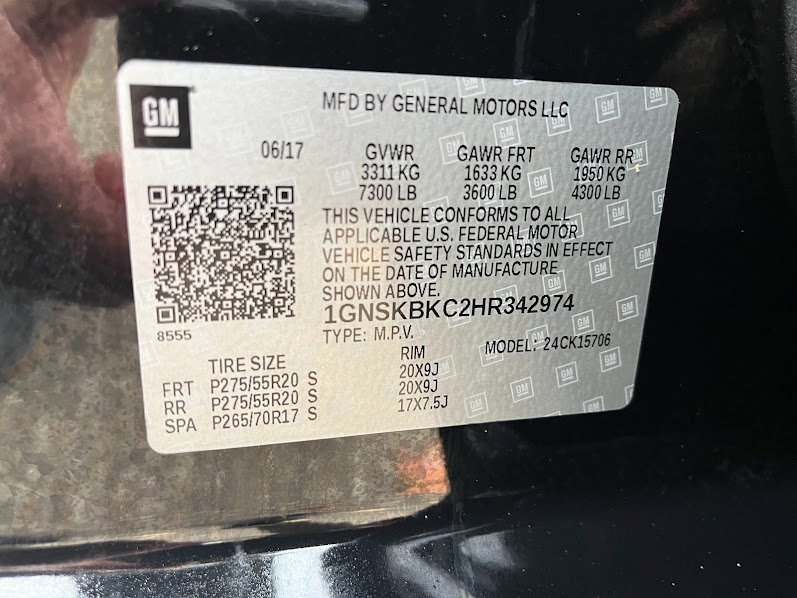 GM
MFD BY GENERAL MOTORS LLC
06/17 GVWR GAWR FRT GAWR RR
3311 KG 1633 KG 1950 KG
7300 LB 3600 LB 4300 LB
THIS VEHICLE CONFORMS TO ALL
APPLICABLE U.S. FEDERAL MOTOR
VEHICLE SAFETY STANDARDS IN EFFECT
ON THE DATE OF MANUFACTURE
SHOWN ABOVE.
1GNSKBKC2HR342974
8555
TYPE: M.P.V. MODEL: 24CK15706
TIRE SIZE RIM
FRT P275/55R20 S 20X9J
RR P275/55R20 S 20X9J
SPA P265/70R17 S 17X7.5J